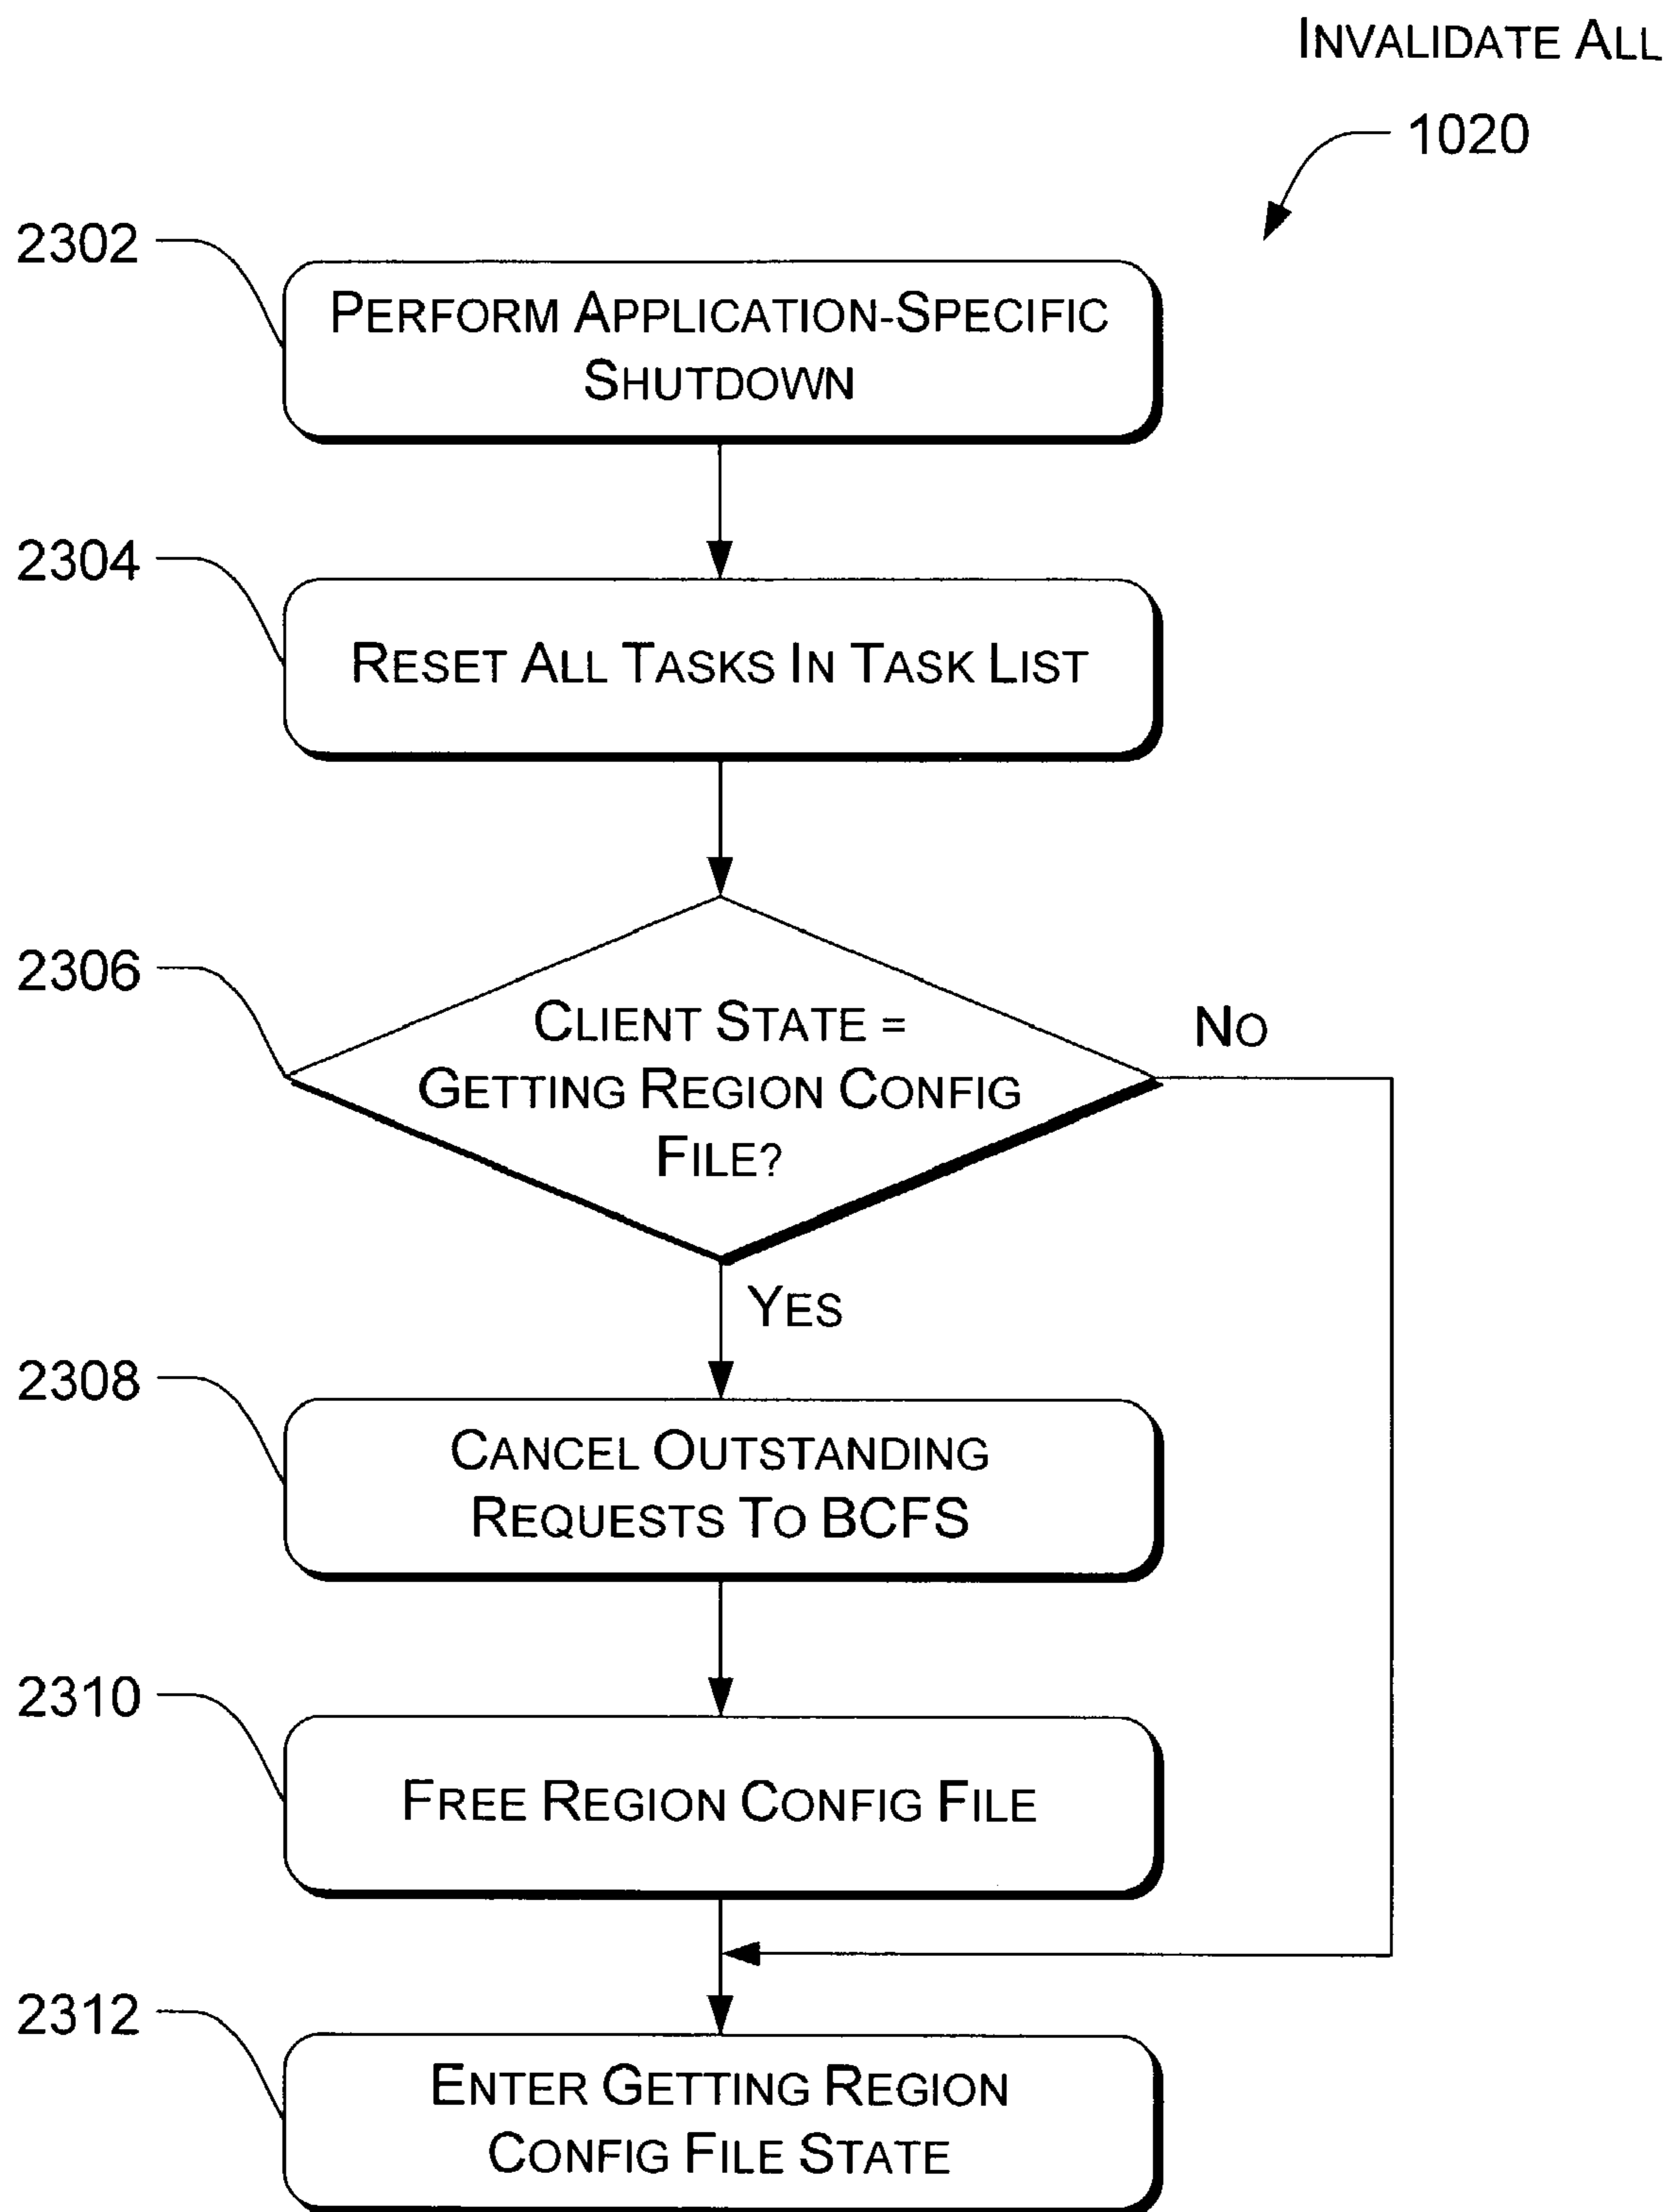 INVALIDATE ALL
1020
2302
PERFORM APPLICATION-SPECIFIC
SHUTDOWN
2304
RESET ALL TASKS IN TASK LIST
2306
CLIENT STATE =
GETTING REGION CONFIG
FILE?
NO
YES
2308
CANCEL OUTSTANDING
REQUESTS TO BCFS
2310
FREE REGION CONFIG FILE
2312
ENTER GETTING REGION
CONFIG FILE STATE